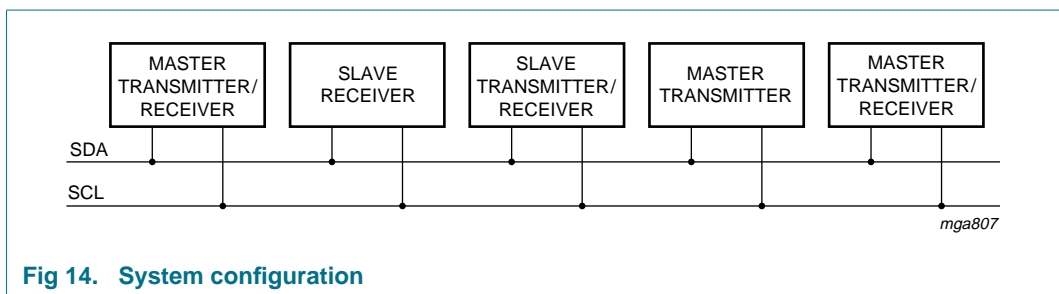 MASTER
TRANSMITTER/
RECEIVER
SLAVE
RECEIVER
SLAVE
TRANSMITTER/
RECEIVER
MASTER
TRANSMITTER
MASTER
TRANSMITTER/
RECEIVER
SDA
SCL
mga807
Fig 14. System configuration